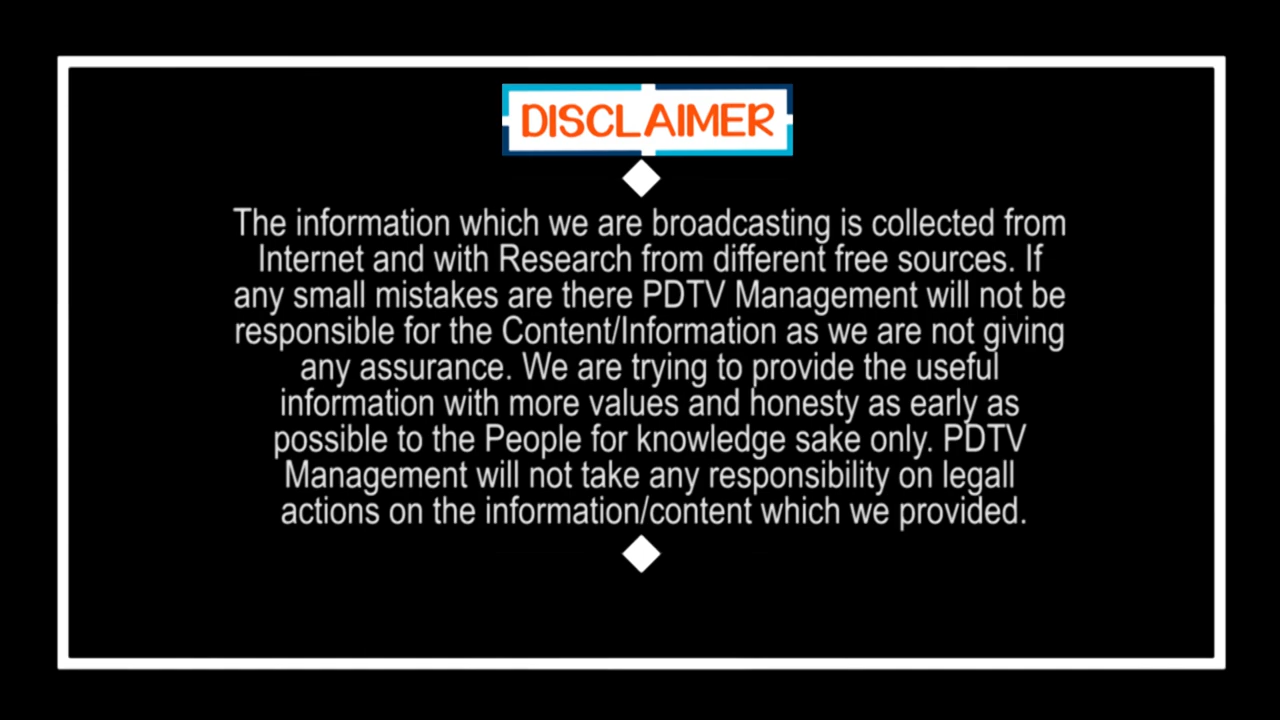 DISCLAIMER
The information which we are broadcasting is collected from
Internet and with Research from different free sources. If
any small mistakes are there PDTV Management will not be
responsible for the Content/Information as we are not giving
any assurance. We are trying to provide the useful
information with more values and honesty as early as
possible to the People for knowledge sake only. PDTV
Management will not take any responsibility on legall
actions on the information/content which we provided.